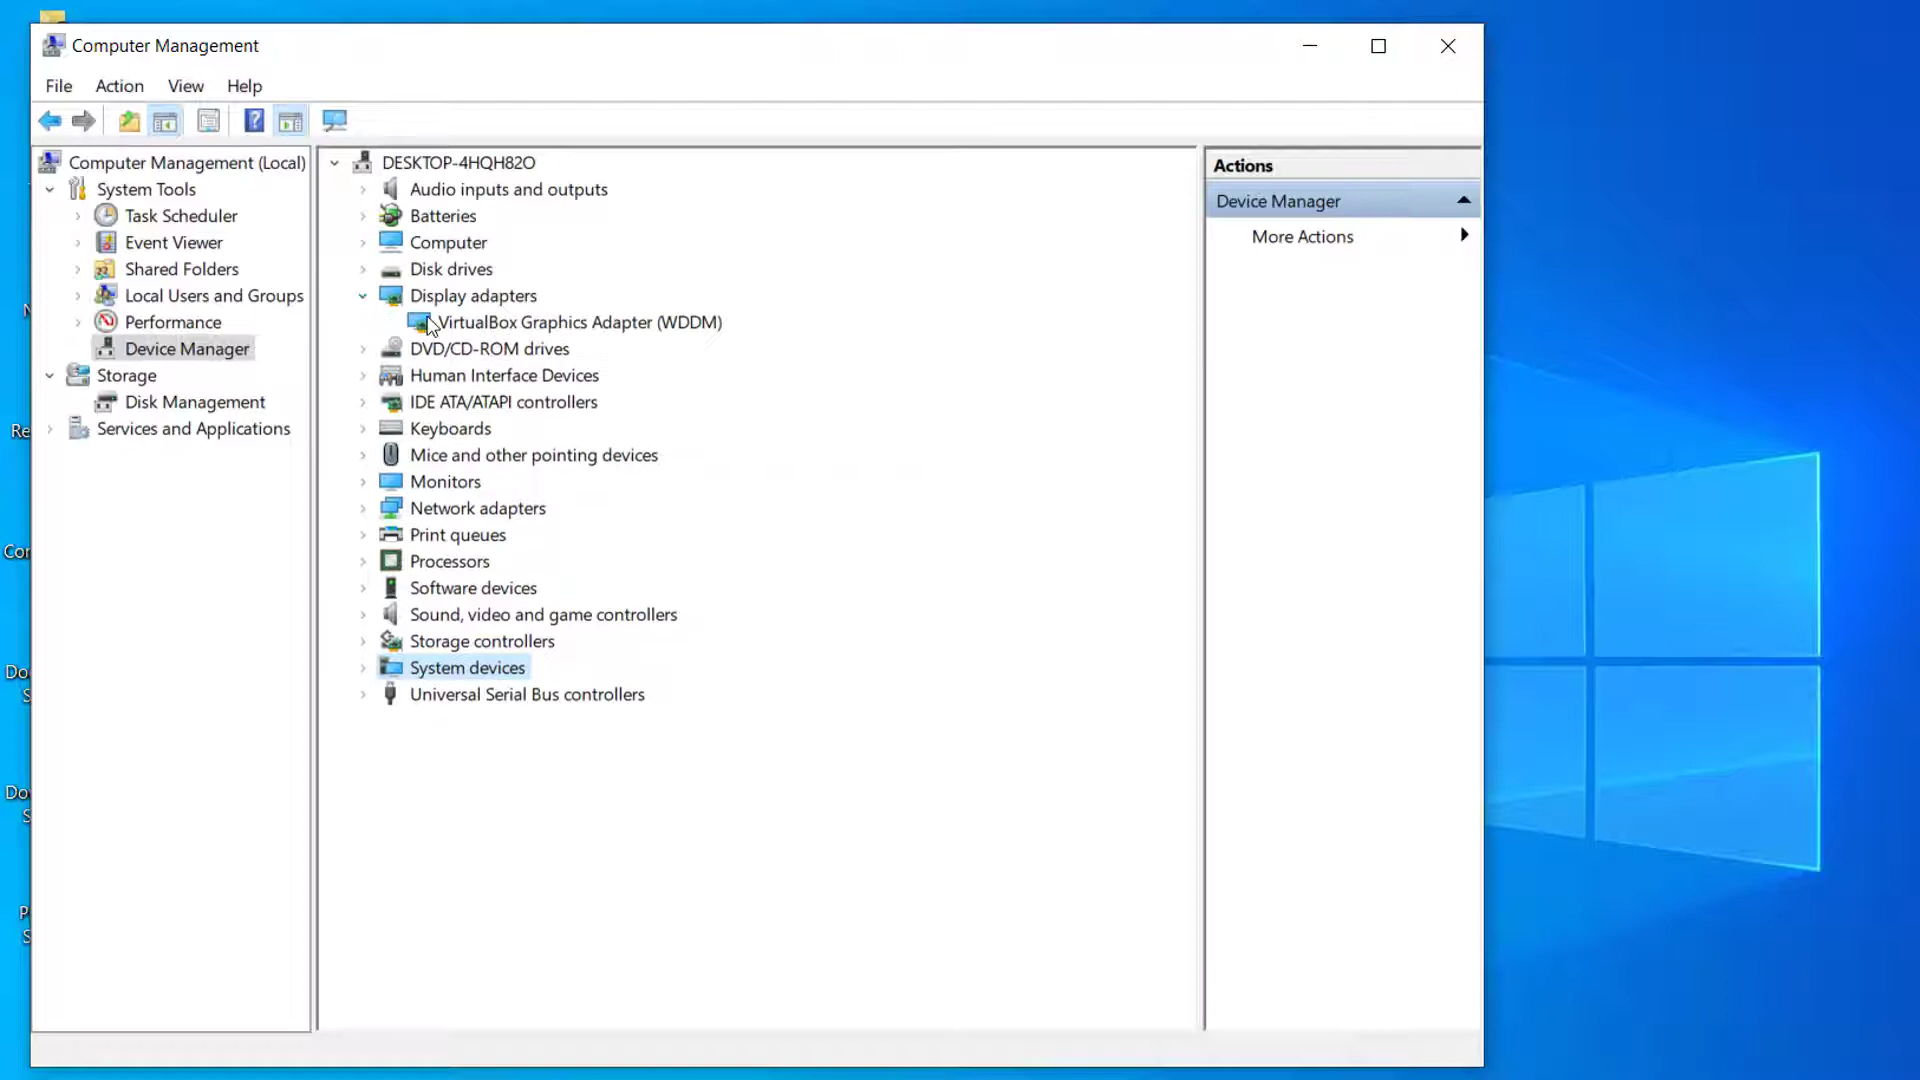 Computer Management
File Action View Help
Computer Management (Local)
System Tools
Task Scheduler
Event Viewer
Shared Folders
Local Users and Groups
Performance
Device Manager
Storage
Disk Management
Services and Applications
DESKTOP-4HQH82O
Audio inputs and outputs
Batteries
Computer
Disk drives
Display adapters
VirtualBox Graphics Adapter (WDDM)
DVD/CD-ROM drives
Human Interface Devices
IDE ATA/ATAPI controllers
Keyboards
Mice and other pointing devices
Monitors
Network adapters
Print queues
Processors
Software devices
Sound, video and game controllers
Storage controllers
System devices
Universal Serial Bus controllers
Actions
Device Manager
More Actions